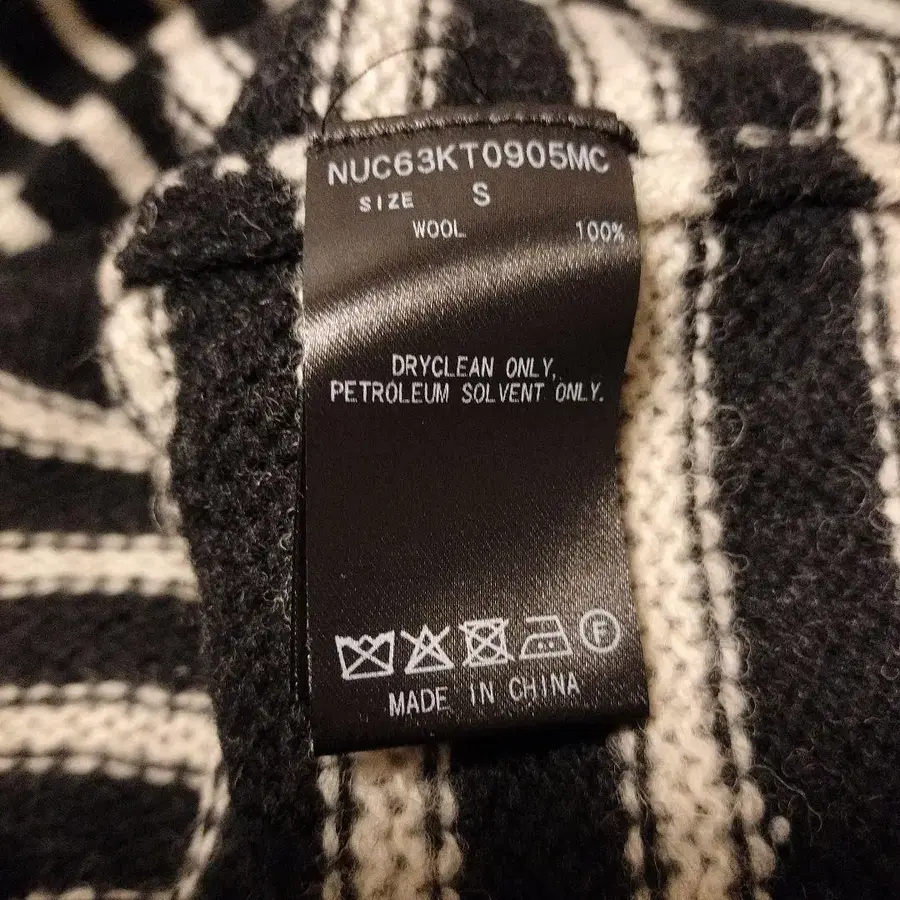 NUC63KT0905MC
SIZE S
WOOL 100%
DRYCLEAN ONLY,
PETROLEUM SOLVENT ONLY.
F
MADE IN CHINA